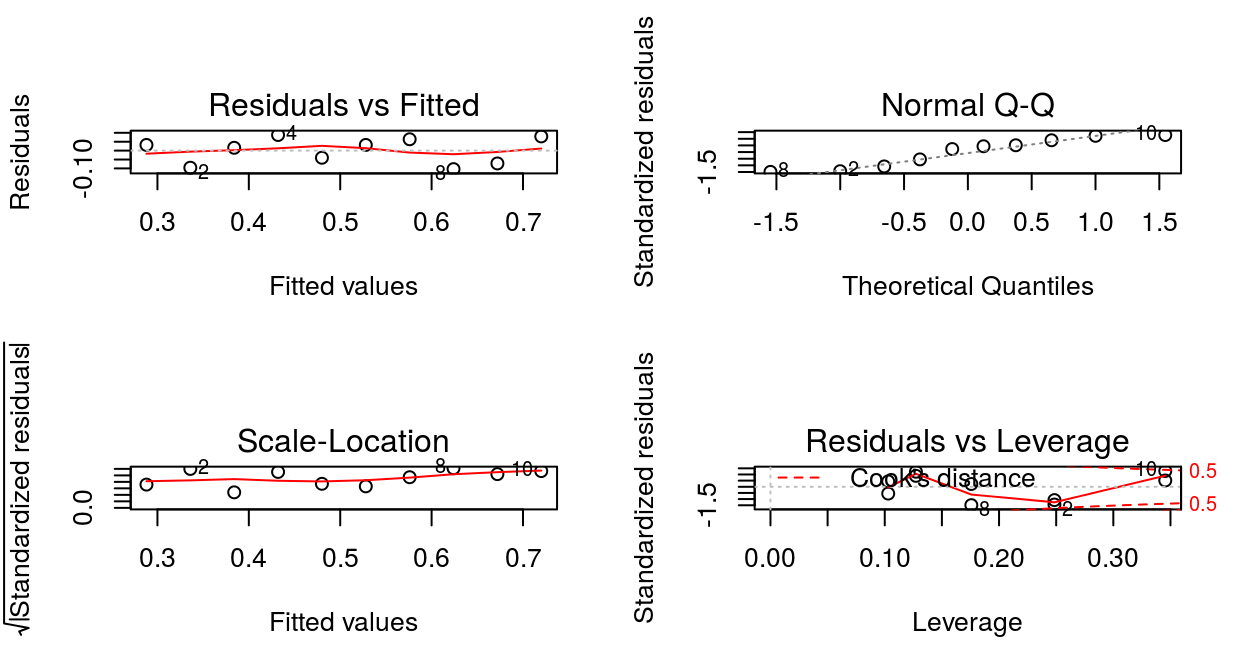 Residuals vs Fitted
Residuals
-0.10
4
2
8
0.3 0.4 0.5 0.6 0.7
Fitted values
Normal Q-Q
Standardized residuals
-1.5
10
8
2
-1.5 -0.5 0.0 0.5 1.0 1.5
Theoretical Quantiles
Scale-Location
√|Standardized residuals|
0.0
2
8
10
0.3 0.4 0.5 0.6 0.7
Fitted values
Residuals vs Leverage
Standardized residuals
-1.5
Cook's distance
10
0.5
0.5
8
2
0.00 0.10 0.20 0.30
Leverage